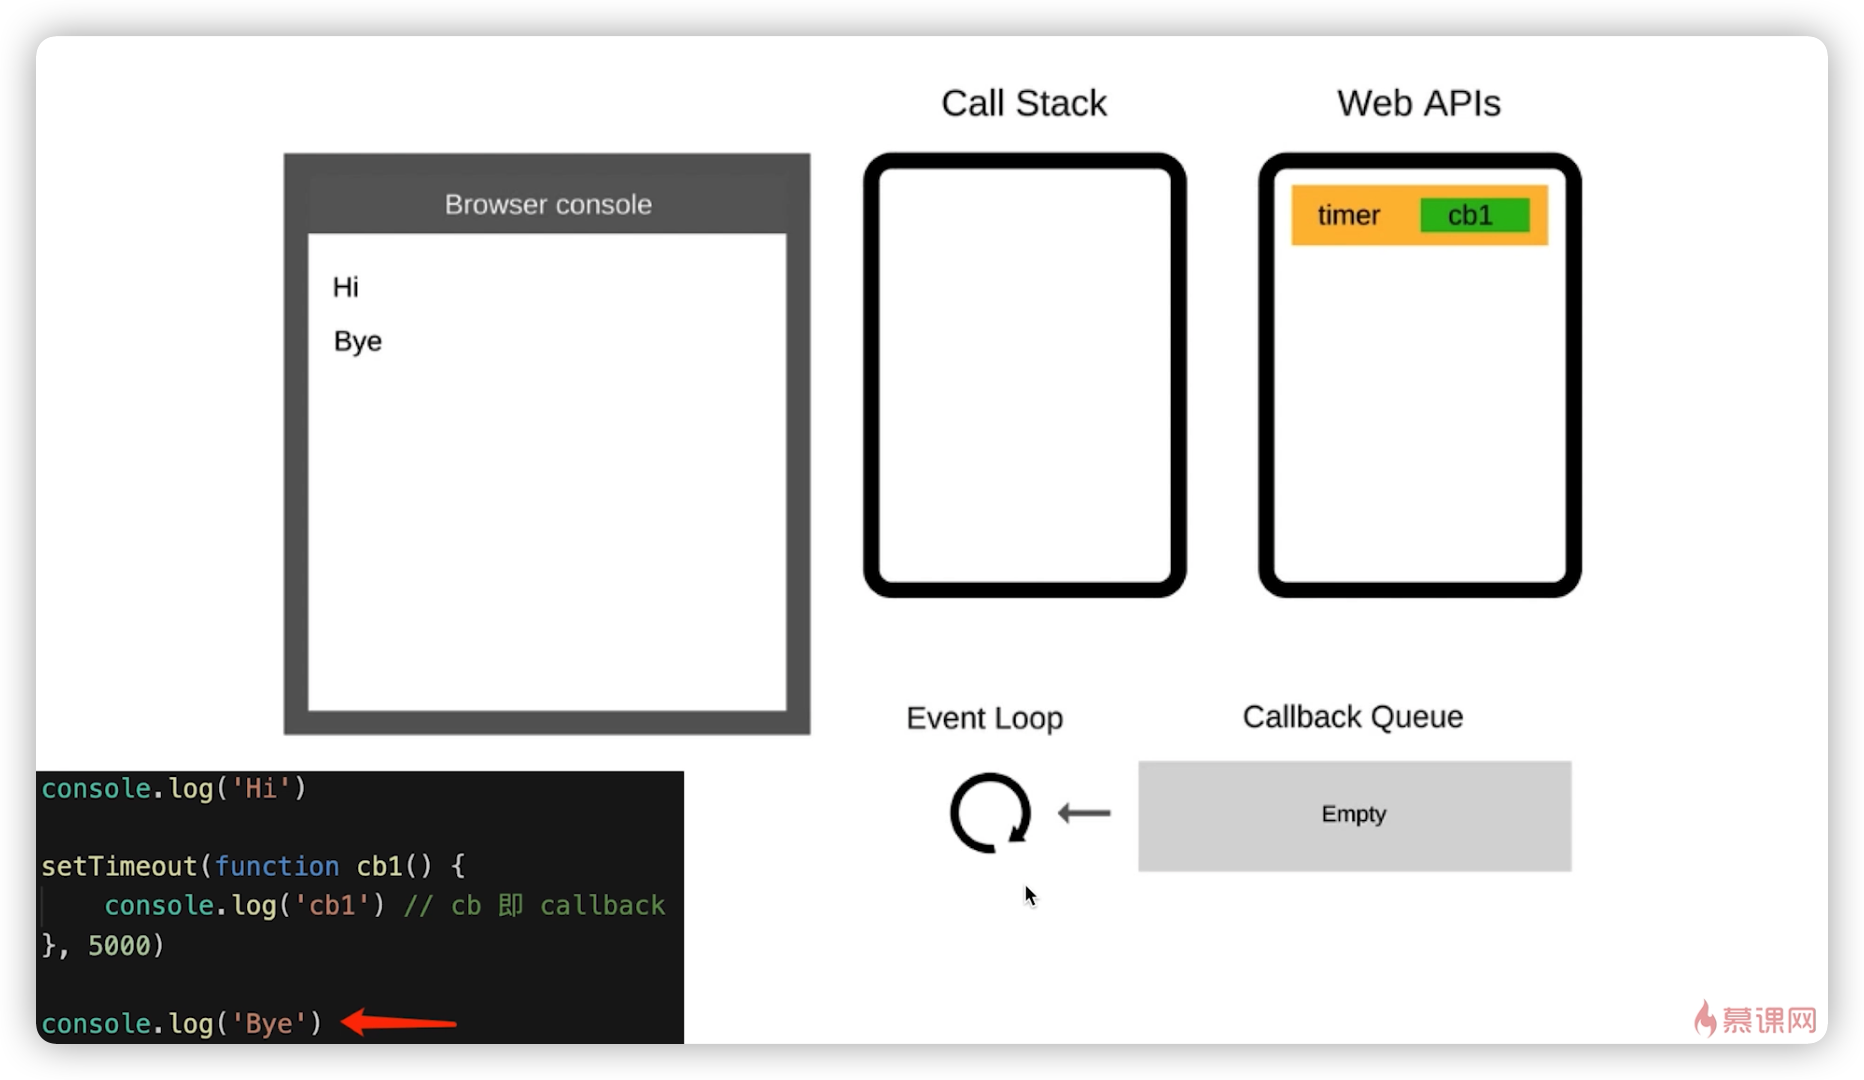 Call Stack
Web APIs
Browser console
timer
cb1
Hi
Bye
Event Loop
Callback Queue
Empty
console.log('Hi')
setTimeout(function cb1() {
    console.log('cb1') // cb 即 callback
}, 5000)
console.log('Bye')
慕课网